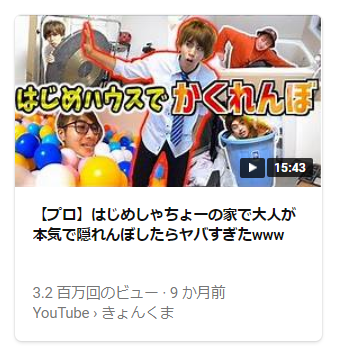 はじめハウスでかくれんぼ
15:43
【プロ】はじめしゃちょーの家で大人が
本気で隠れんぼしたらヤバすぎたwww
3.2 百万回のビュー · 9 か月前
YouTube › きょんくま